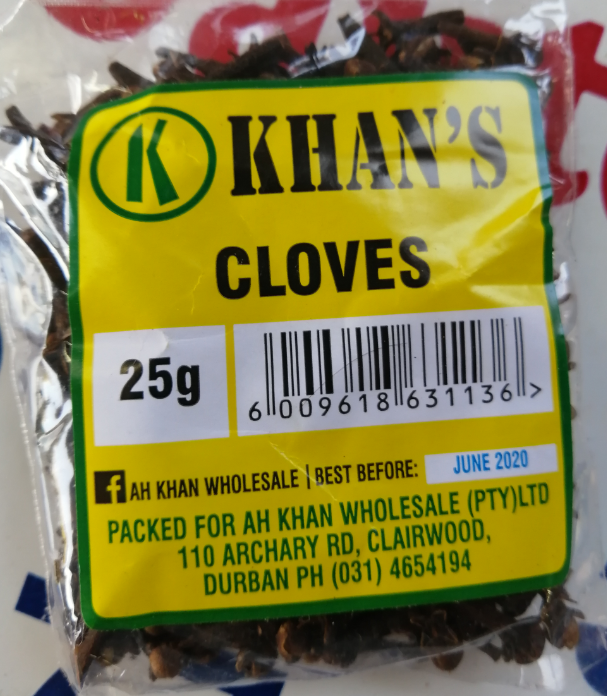 K KHAN'S
CLOVES
25g
6 009618 631136 >
f AH KHAN WHOLESALE | BEST BEFORE: JUNE 2020
PACKED FOR AH KHAN WHOLESALE (PTY)LTD
110 ARCHARY RD, CLAIRWOOD,
DURBAN PH (031) 4654194